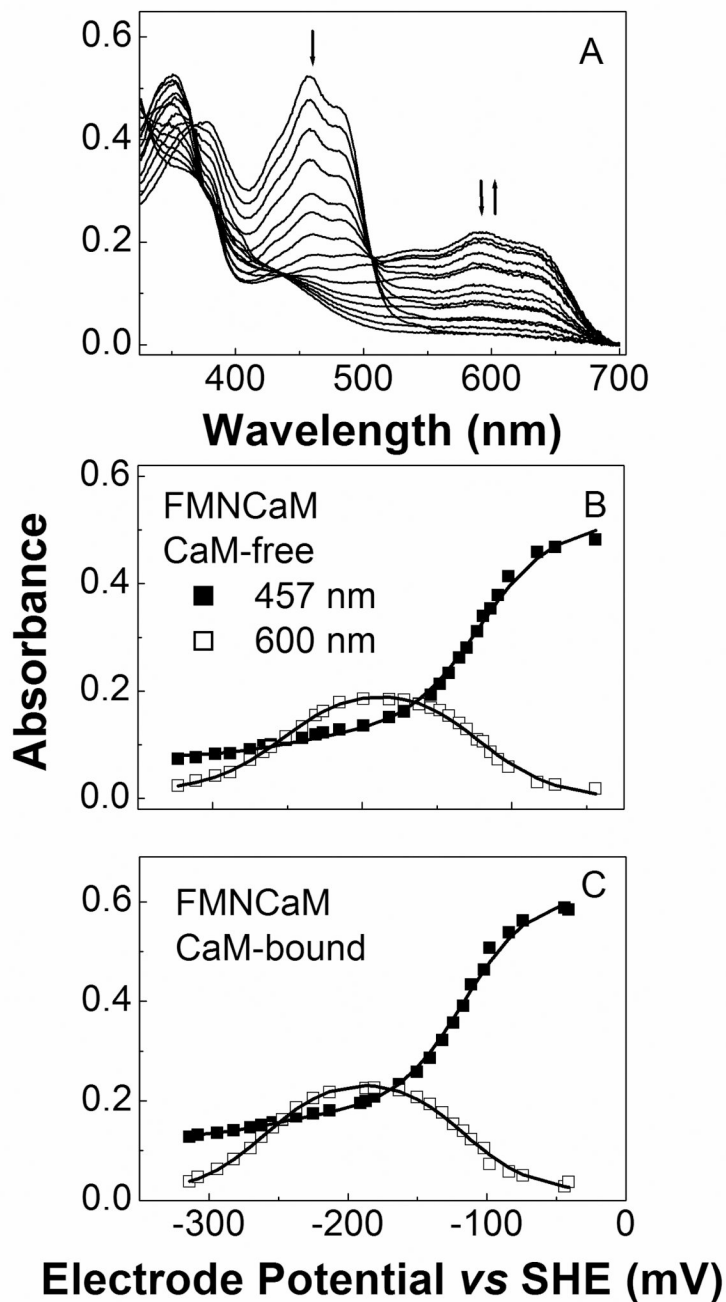 A
0.6
0.4
0.2
0.0
400 500 600 700
Wavelength (nm)
Absorbance
B
FMNCaM
CaM-free
457 nm
600 nm
0.6
0.4
0.2
0.0
C
FMNCaM
CaM-bound
0.6
0.4
0.2
0.0
-300 -200 -100 0
Electrode Potential vs SHE (mV)